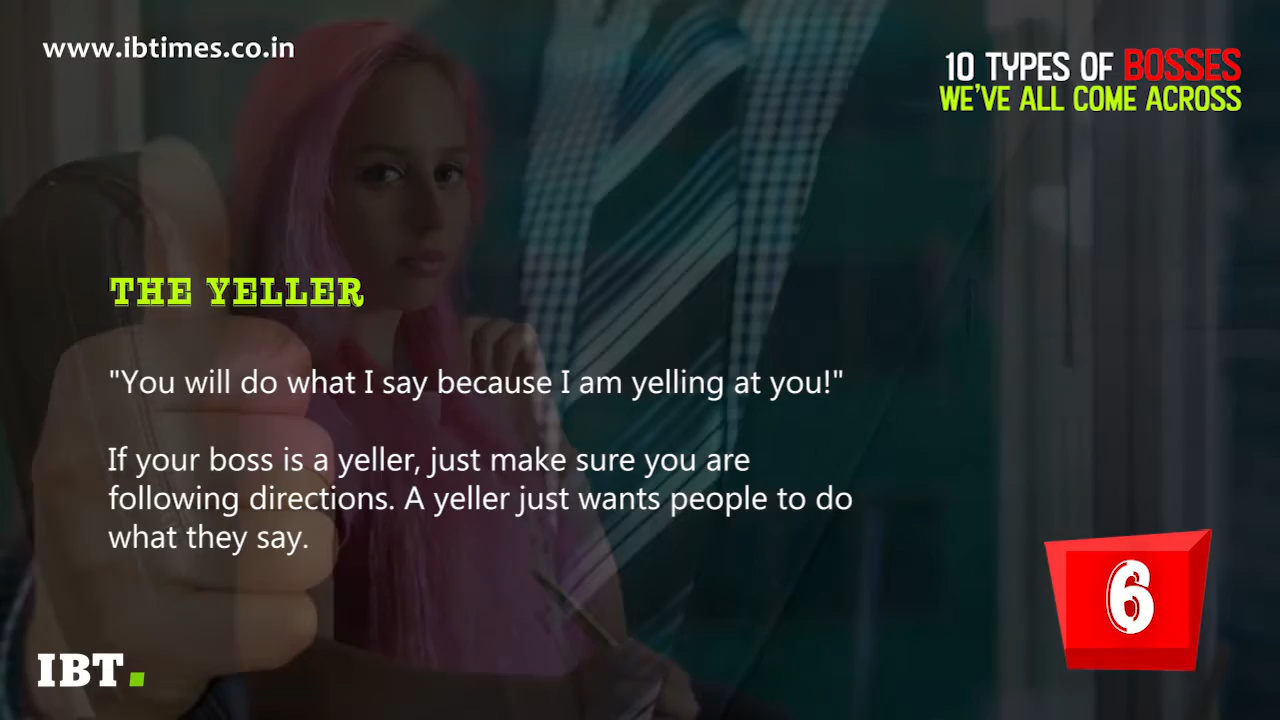 www.ibtimes.co.in
10 TYPES OF BOSSES
WE'VE ALL COME ACROSS
THE YELLER
"You will do what I say because I am yelling at you!"
If your boss is a yeller, just make sure you are
following directions. A yeller just wants people to do
what they say.
6
IBT.